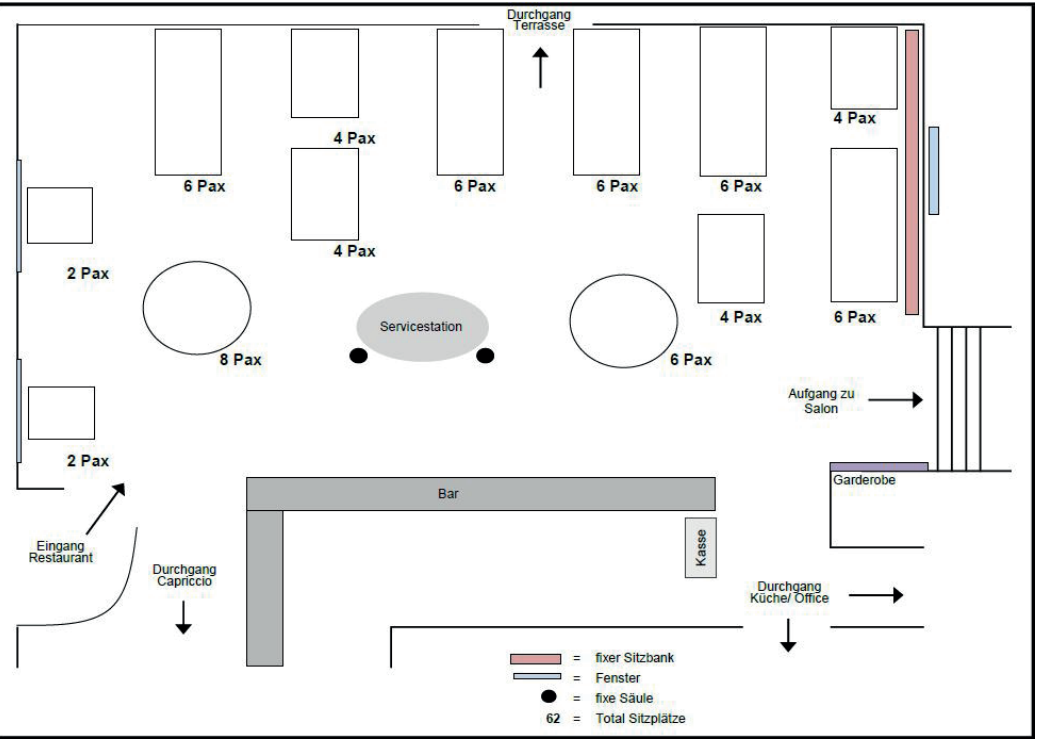 Durchgang
Terrasse
4 Pax
4 Pax
6 Pax
6 Pax
6 Pax
6 Pax
4 Pax
2 Pax
4 Pax
6 Pax
Servicestation
8 Pax
6 Pax
Aufgang zu
Salon
2 Pax
Garderobe
Bar
Kasse
Eingang
Restaurant
Durchgang
Capriccio
Durchgang
Küche/ Office
= fixer Sitzbank
= Fenster
= fixe Säule
62 = Total Sitzplätze